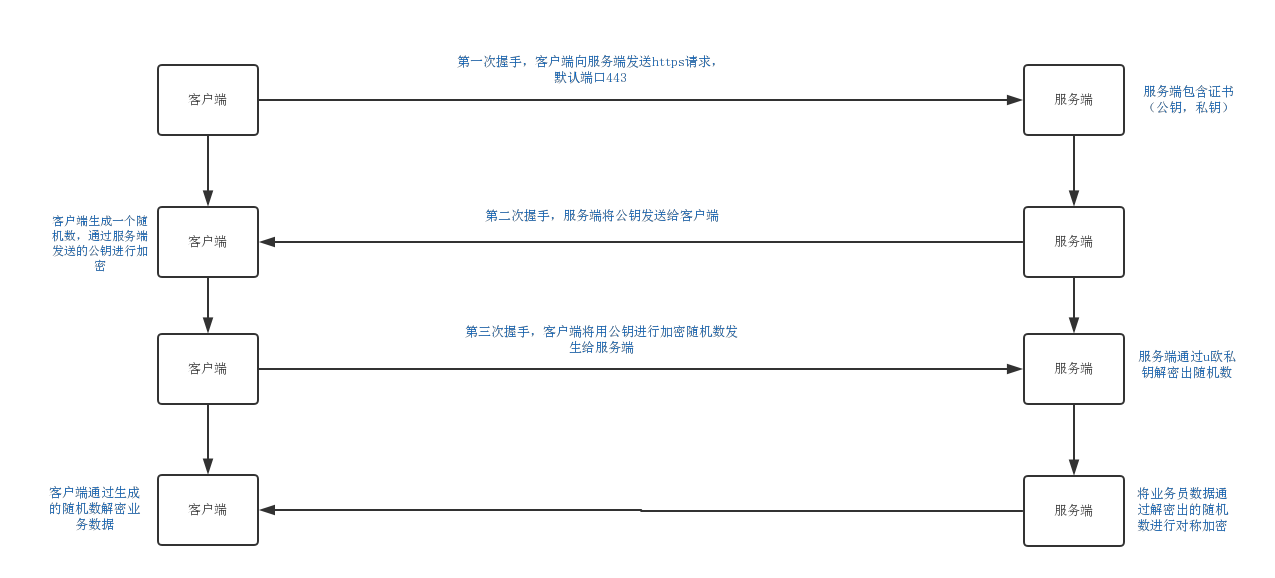 第一次握手，客户端向服务端发送https请求，
默认端口443
客户端
服务端
服务端包含证书
（公钥，私钥）
第二次握手，服务端将公钥发送给客户端
客户端生成一个随
机数，通过服务端
发送的公钥进行加
密
客户端
服务端
第三次握手，客户端将用公钥进行加密随机数发
生给服务端
客户端
服务端
服务端通过u欧私
钥解密出随机数
客户端通过生成
的随机数解密业
务数据
客户端
服务端
将业务员数据通
过解密出的随机
数进行对称加密